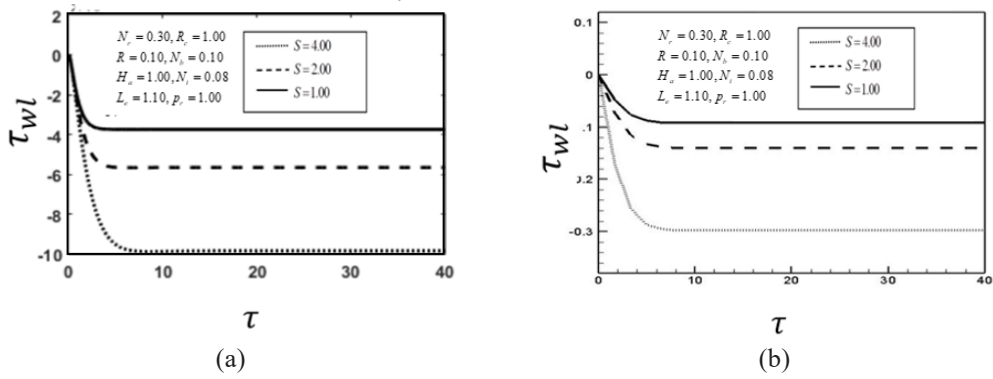 2
0
-2
-4
-6
-8
-10
0
10
20
30
40
τ_wl
τ
N_r = 0.30, R_c = 1.00
R = 0.10, N_b = 0.10
H_a = 1.00, N_t = 0.08
L_e = 1.10, p_r = 1.00
S = 4.00
S = 2.00
S = 1.00
(a)
0.1
0
.1
0.2
-0.3
0
10
20
30
40
τ_wl
τ
N_r = 0.30, R_c = 1.00
R = 0.10, N_b = 0.10
H_a = 1.00, N_t = 0.08
L_e = 1.10, p_r = 1.00
S = 4.00
S = 2.00
S = 1.00
(b)